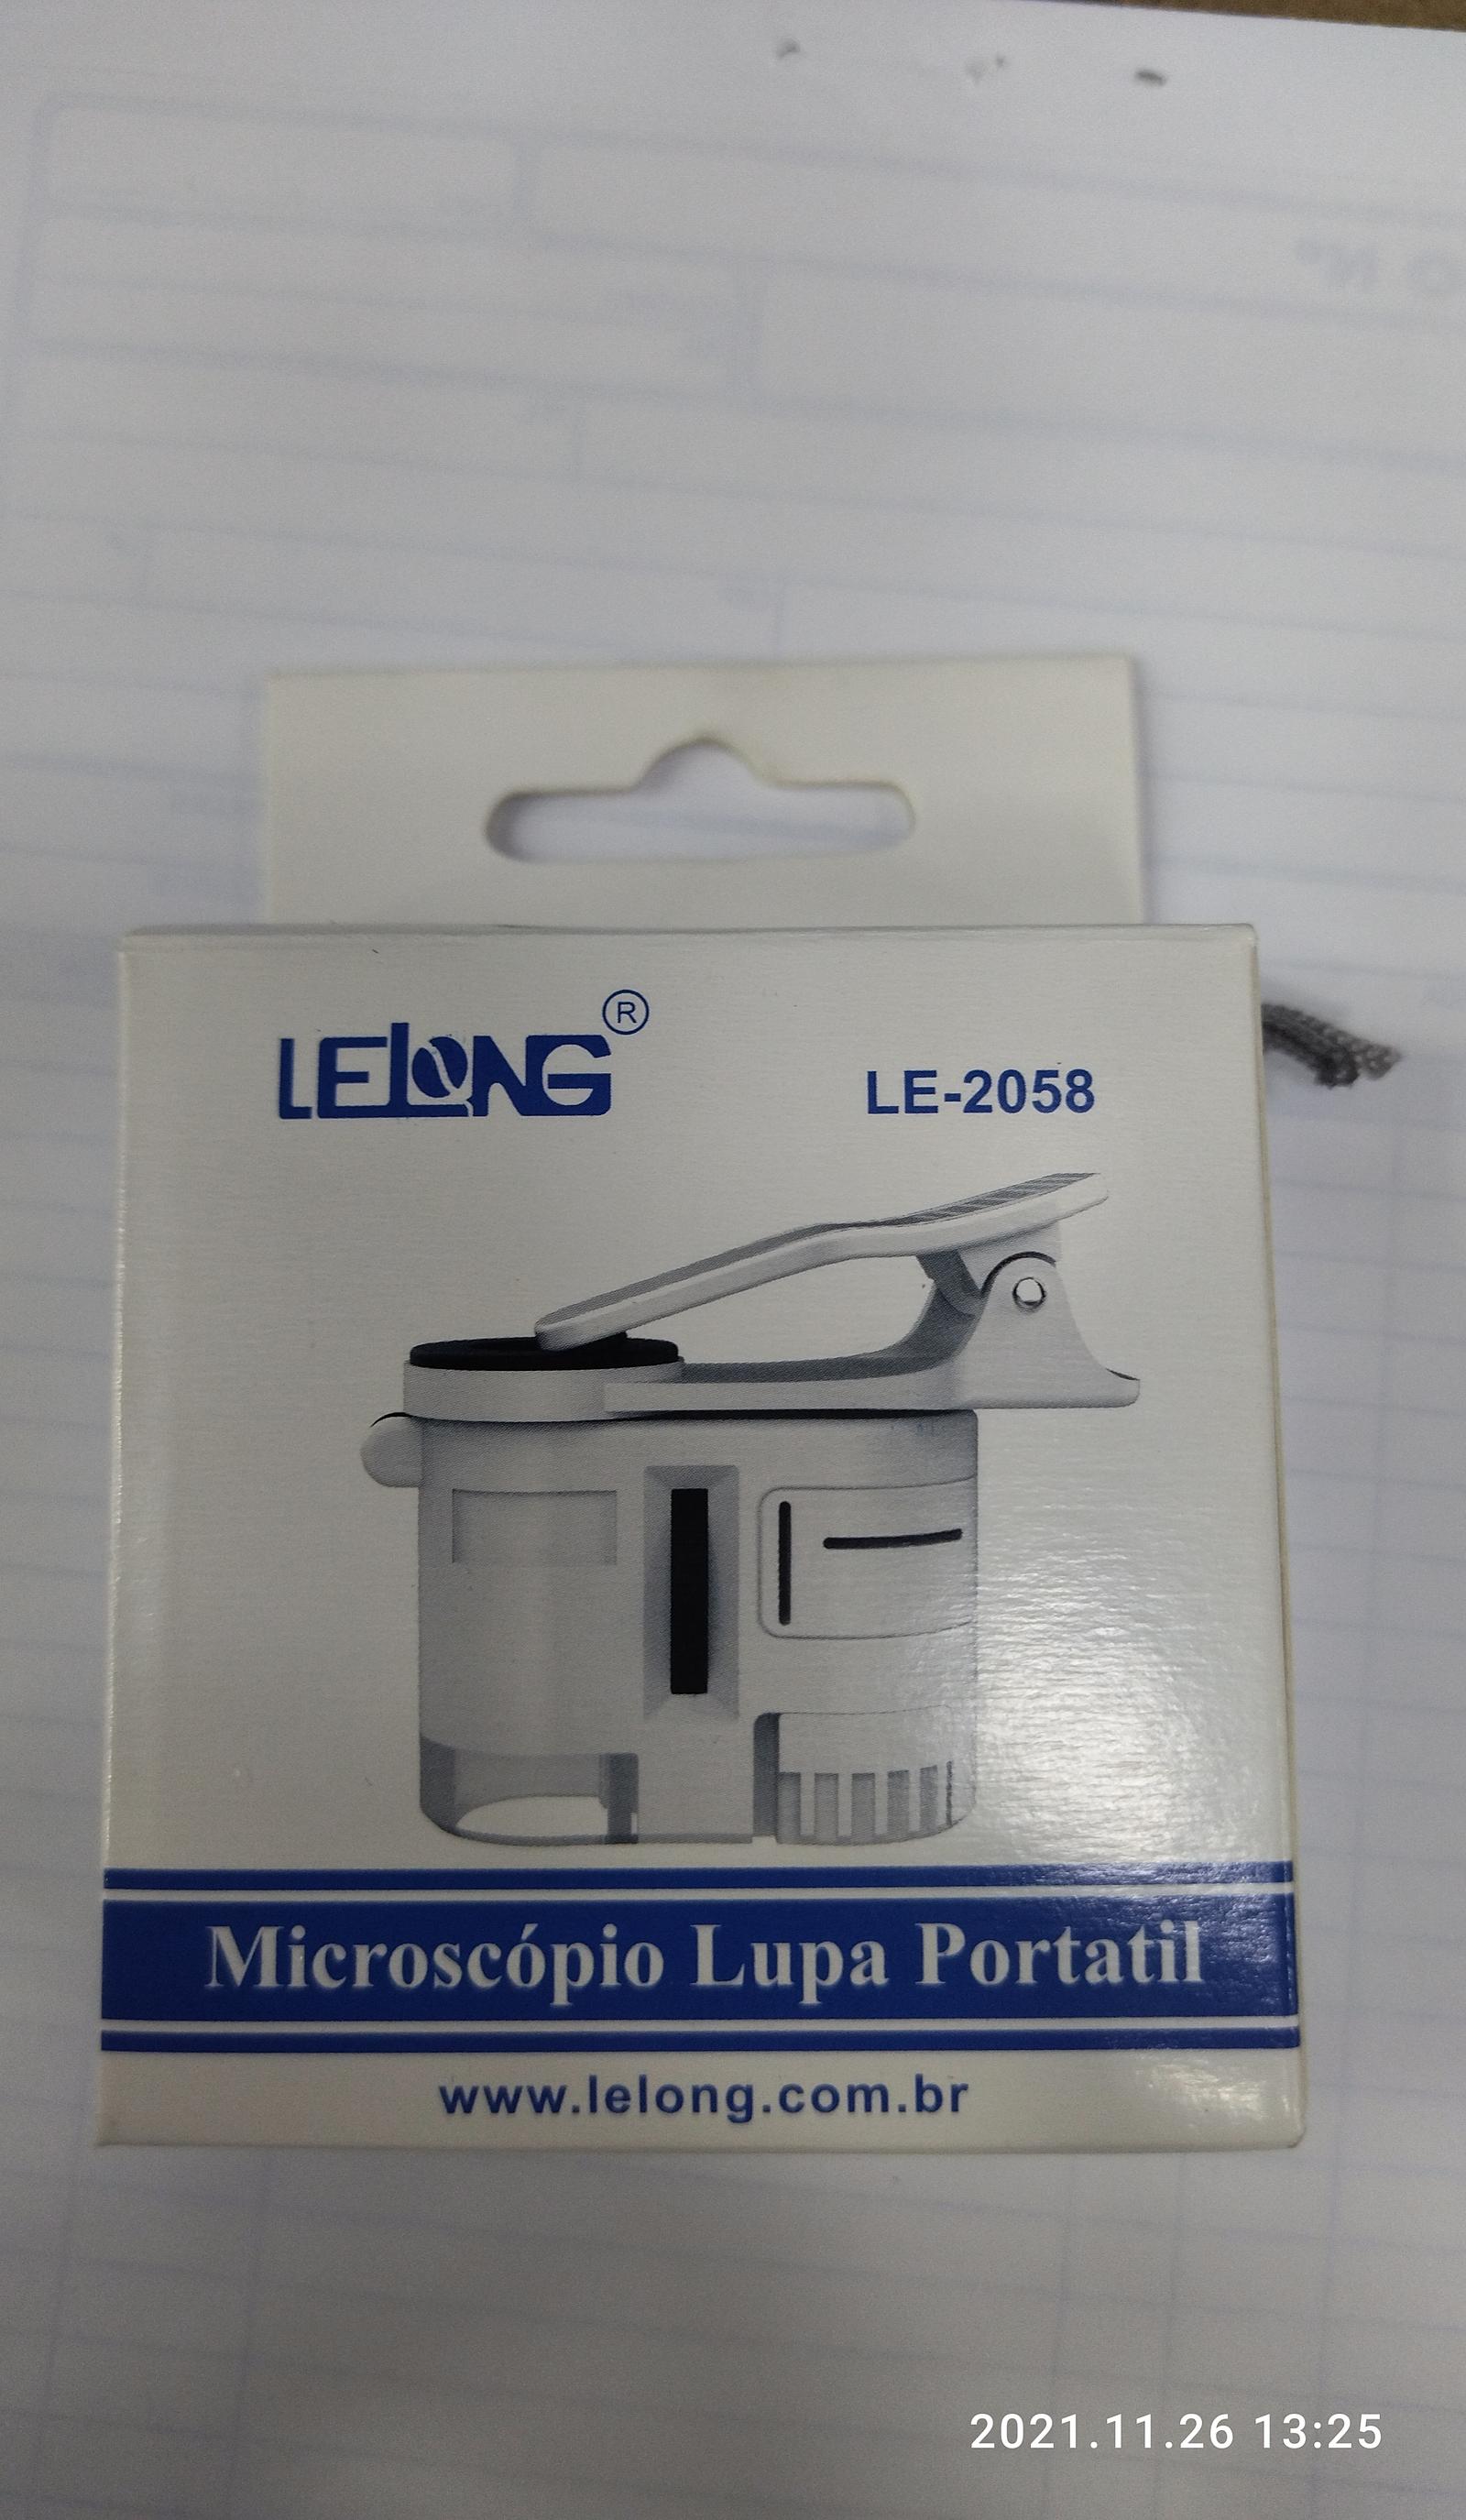 LELONG®
LE-2058
Microscópio Lupa Portatil
www.lelong.com.br
2021.11.26 13:25